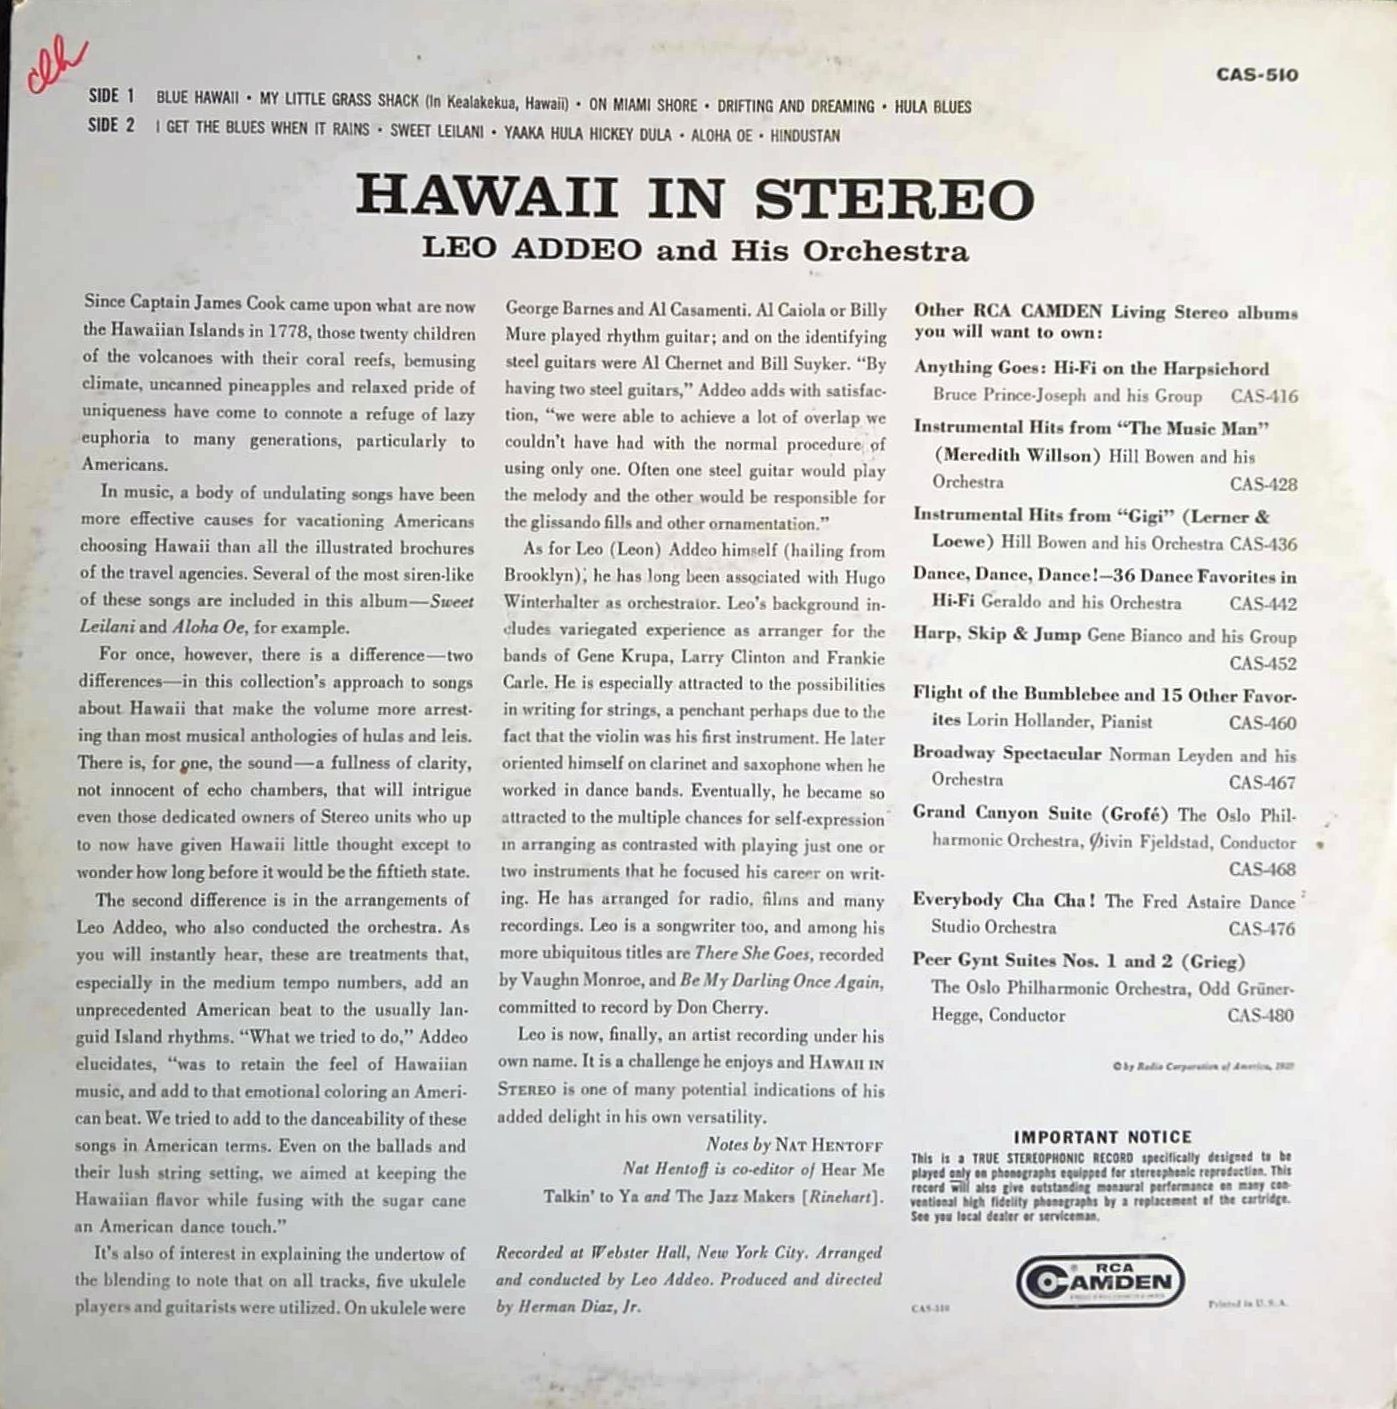 clh
CAS-510
SIDE 1 BLUE HAWAII • MY LITTLE GRASS SHACK (In Kealakekua, Hawaii) • ON MIAMI SHORE • DRIFTING AND DREAMING • HULA BLUES
SIDE 2 I GET THE BLUES WHEN IT RAINS • SWEET LEILANI • YAAKA HULA HICKEY DULA • ALOHA OE • HINDUSTAN
HAWAII IN STEREO
LEO ADDEO and His Orchestra
Since Captain James Cook came upon what are now
the Hawaiian Islands in 1778, those twenty children
of the volcanoes with their coral reefs, bemusing
climate, uncanned pineapples and relaxed pride of
uniqueness have come to connote a refuge of lazy
euphoria to many generations, particularly to
Americans.
In music, a body of undulating songs have been
more effective causes for vacationing Americans
choosing Hawaii than all the illustrated brochures
of the travel agencies. Several of the most siren-like
of these songs are included in this album—Sweet
Leilani and Aloha Oe, for example.
For once, however, there is a difference—two
differences—in this collection's approach to songs
about Hawaii that make the volume more arrest-
ing than most musical anthologies of hulas and leis.
There is, for one, the sound—a fullness of clarity,
not innocent of echo chambers, that will intrigue
even those dedicated owners of Stereo units who up
to now have given Hawaii little thought except to
wonder how long before it would be the fiftieth state.
The second difference is in the arrangements of
Leo Addeo, who also conducted the orchestra. As
you will instantly hear, these are treatments that,
especially in the medium tempo numbers, add an
unprecedented American beat to the usually lan-
guid Island rhythms. "What we tried to do," Addeo
elucidates, "was to retain the feel of Hawaiian
music, and add to that emotional coloring an Ameri-
can beat. We tried to add to the danceability of these
songs in American terms. Even on the ballads and
their lush string setting, we aimed at keeping the
Hawaiian flavor while fusing with the sugar cane
an American dance touch."
It's also of interest in explaining the undertow of
the blending to note that on all tracks, five ukulele
players and guitarists were utilized. On ukulele were
George Barnes and Al Casamenti. Al Caiola or Billy
Mure played rhythm guitar; and on the identifying
steel guitars were Al Chernet and Bill Suyker. "By
having two steel guitars," Addeo adds with satisfac-
tion, "we were able to achieve a lot of overlap we
couldn't have had with the normal procedure of
using only one. Often one steel guitar would play
the melody and the other would be responsible for
the glissando fills and other ornamentation."
As for Leo (Leon) Addeo himself (hailing from
Brooklyn), he has long been associated with Hugo
Winterhalter as orchestrator. Leo's background in-
cludes variegated experience as arranger for the
bands of Gene Krupa, Larry Clinton and Frankie
Carle. He is especially attracted to the possibilities
in writing for strings, a penchant perhaps due to the
fact that the violin was his first instrument. He later
oriented himself on clarinet and saxophone when he
worked in dance bands. Eventually, he became so
attracted to the multiple chances for self-expression
in arranging as contrasted with playing just one or
two instruments that he focused his career on writ-
ing. He has arranged for radio, films and many
recordings. Leo is a songwriter too, and among his
more ubiquitous titles are There She Goes, recorded
by Vaughn Monroe, and Be My Darling Once Again,
committed to record by Don Cherry.
Leo is now, finally, an artist recording under his
own name. It is a challenge he enjoys and HAWAII IN
STEREO is one of many potential indications of his
added delight in his own versatility.
Notes by NAT HENTOFF
Nat Hentoff is co-editor of Hear Me
Talkin' to Ya and The Jazz Makers [Rinehart].
Recorded at Webster Hall, New York City. Arranged
and conducted by Leo Addeo. Produced and directed
by Herman Diaz, Jr.
Other RCA CAMDEN Living Stereo albums
you will want to own:
Anything Goes: Hi-Fi on the Harpsichord
Bruce Prince-Joseph and his Group CAS-416
Instrumental Hits from "The Music Man"
(Meredith Willson) Hill Bowen and his
Orchestra CAS-428
Instrumental Hits from "Gigi" (Lerner &
Loewe) Hill Bowen and his Orchestra CAS-436
Dance, Dance, Dance!—36 Dance Favorites in
Hi-Fi Geraldo and his Orchestra CAS-442
Harp, Skip & Jump Gene Bianco and his Group
CAS-452
Flight of the Bumblebee and 15 Other Favor-
ites Lorin Hollander, Pianist CAS-460
Broadway Spectacular Norman Leyden and his
Orchestra CAS-467
Grand Canyon Suite (Grofé) The Oslo Phil-
harmonic Orchestra, Øivin Fjeldstad, Conductor
CAS-468
Everybody Cha Cha! The Fred Astaire Dance
Studio Orchestra CAS-476
Peer Gynt Suites Nos. 1 and 2 (Grieg)
The Oslo Philharmonic Orchestra, Odd Grüner-
Hegge, Conductor CAS-480
© by Radio Corporation of America,
IMPORTANT NOTICE
This is a TRUE STEREOPHONIC RECORD specifically designed to be
played only on phonographs equipped for stereophonic reproduction. This
record will also give outstanding monaural performance on many con-
ventional high fidelity phonographs by a replacement of the cartridge.
See you local dealer or serviceman.
® RCA
CAMDEN
CAS-510
Printed in U.S.A.